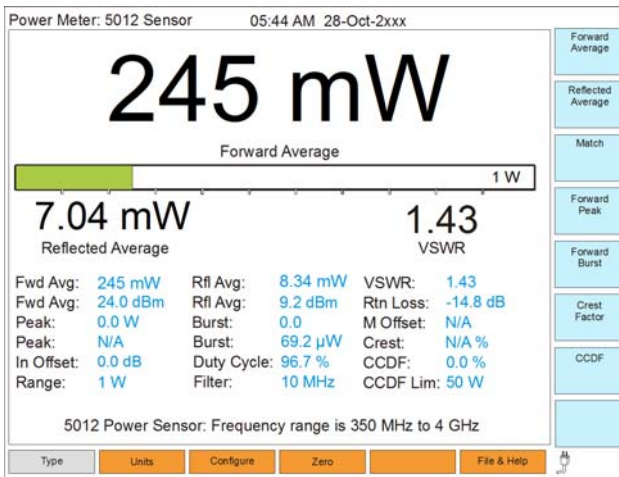 Power Meter: 5012 Sensor 05:44 AM 28-Oct-2xxx
245 mW
Forward Average
1 W
7.04 mW 1.43
Reflected Average VSWR
Fwd Avg: 245 mW Rfl Avg: 8.34 mW VSWR: 1.43
Fwd Avg: 24.0 dBm Rfl Avg: 9.2 dBm Rtn Loss: -14.8 dB
Peak: 0.0 W Burst: 0.0 M Offset: N/A
Peak: N/A Burst: 69.2 µW Crest: N/A %
In Offset: 0.0 dB Duty Cycle: 96.7 % CCDF: 0.0 %
Range: 1 W Filter: 10 MHz CCDF Lim: 50 W
5012 Power Sensor: Frequency range is 350 MHz to 4 GHz
Forward
Average
Reflected
Average
Match
Forward
Peak
Forward
Burst
Crest
Factor
CCDF
Type Units Configure Zero File & Help